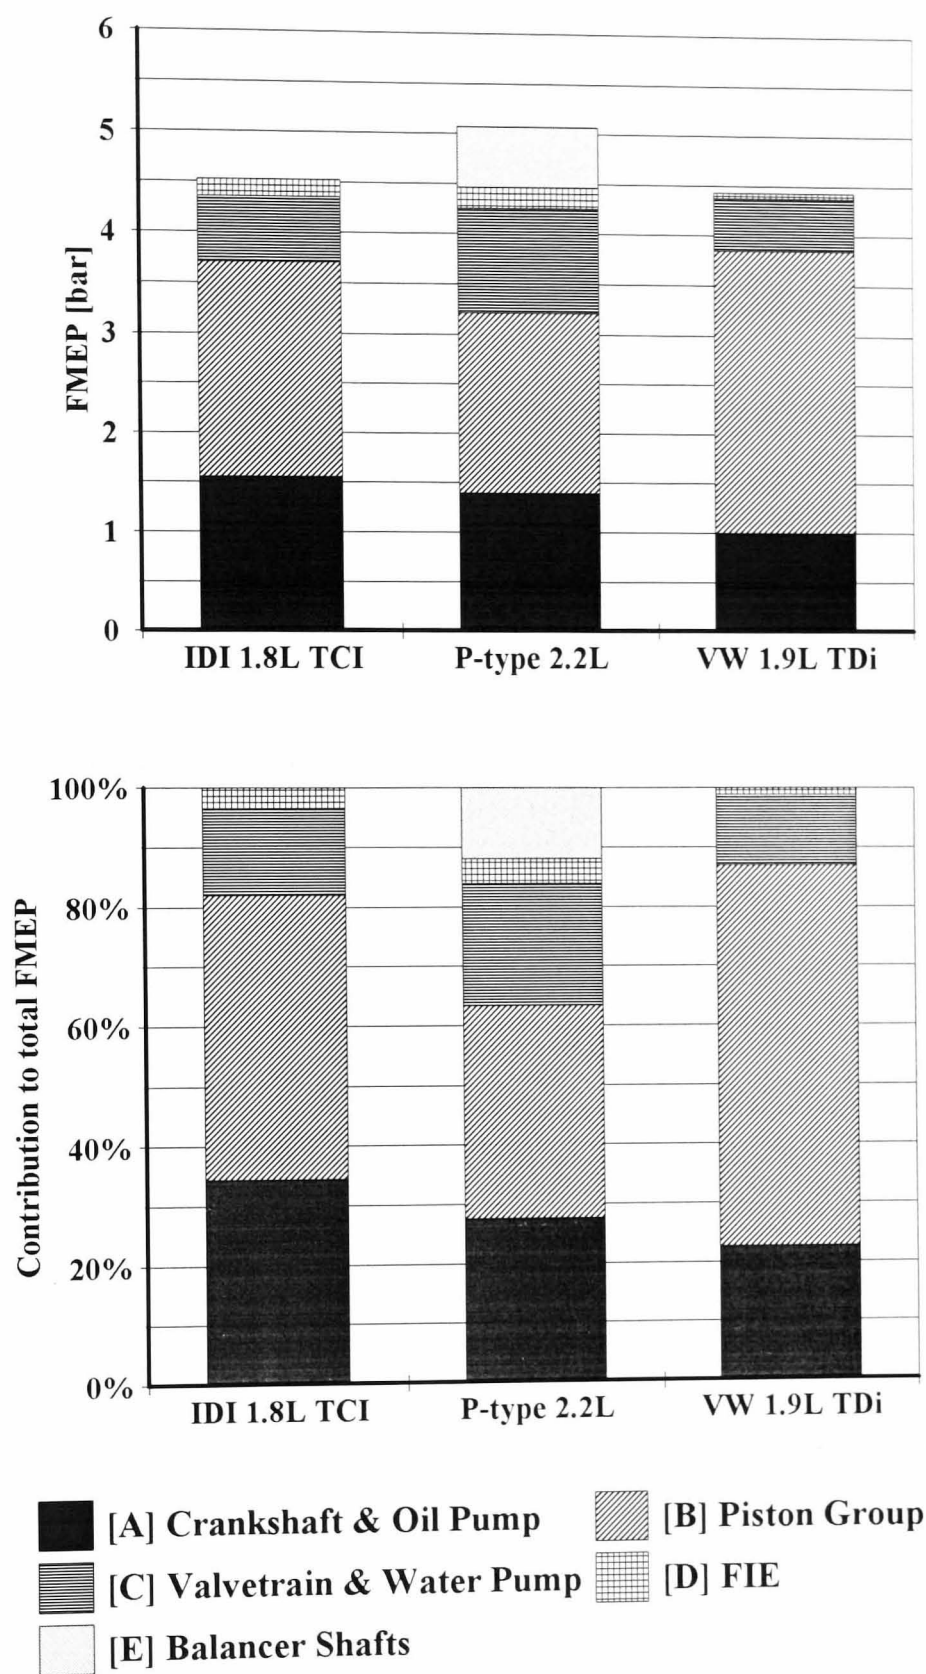 6
5
4
3
2
1
0
FMEP [bar]
IDI 1.8L TCI P-type 2.2L VW 1.9L TDi
100%
80%
60%
40%
20%
0%
Contribution to total FMEP
IDI 1.8L TCI P-type 2.2L VW 1.9L TDi
[A] Crankshaft & Oil Pump [B] Piston Group
[C] Valvetrain & Water Pump [D] FIE
[E] Balancer Shafts